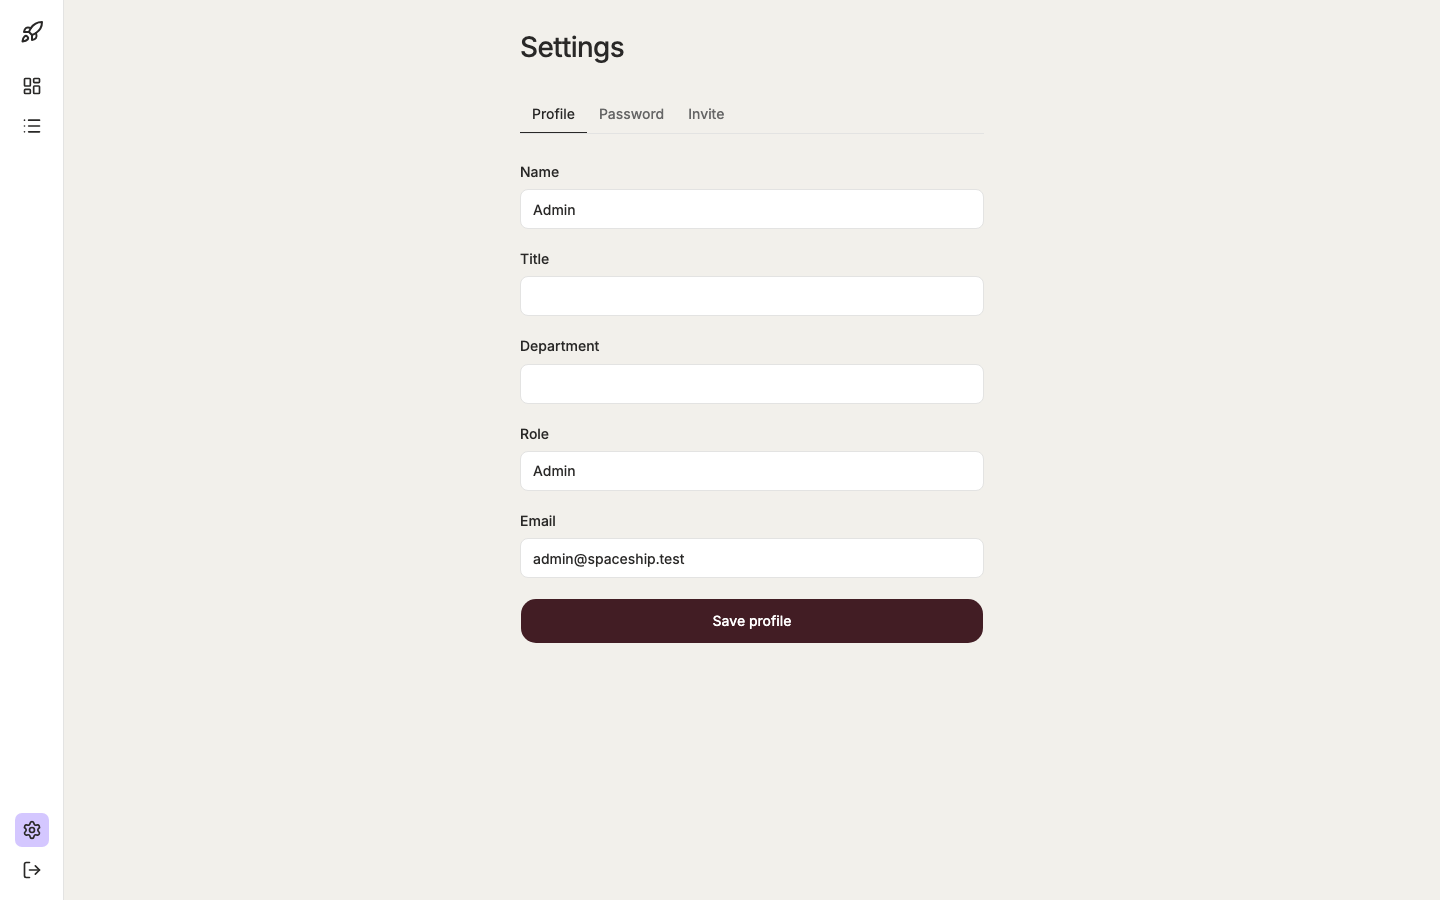 Settings
Profile Password Invite
Name
Admin
Title
Department
Role
Admin
Email
admin@spaceship.test
Save profile